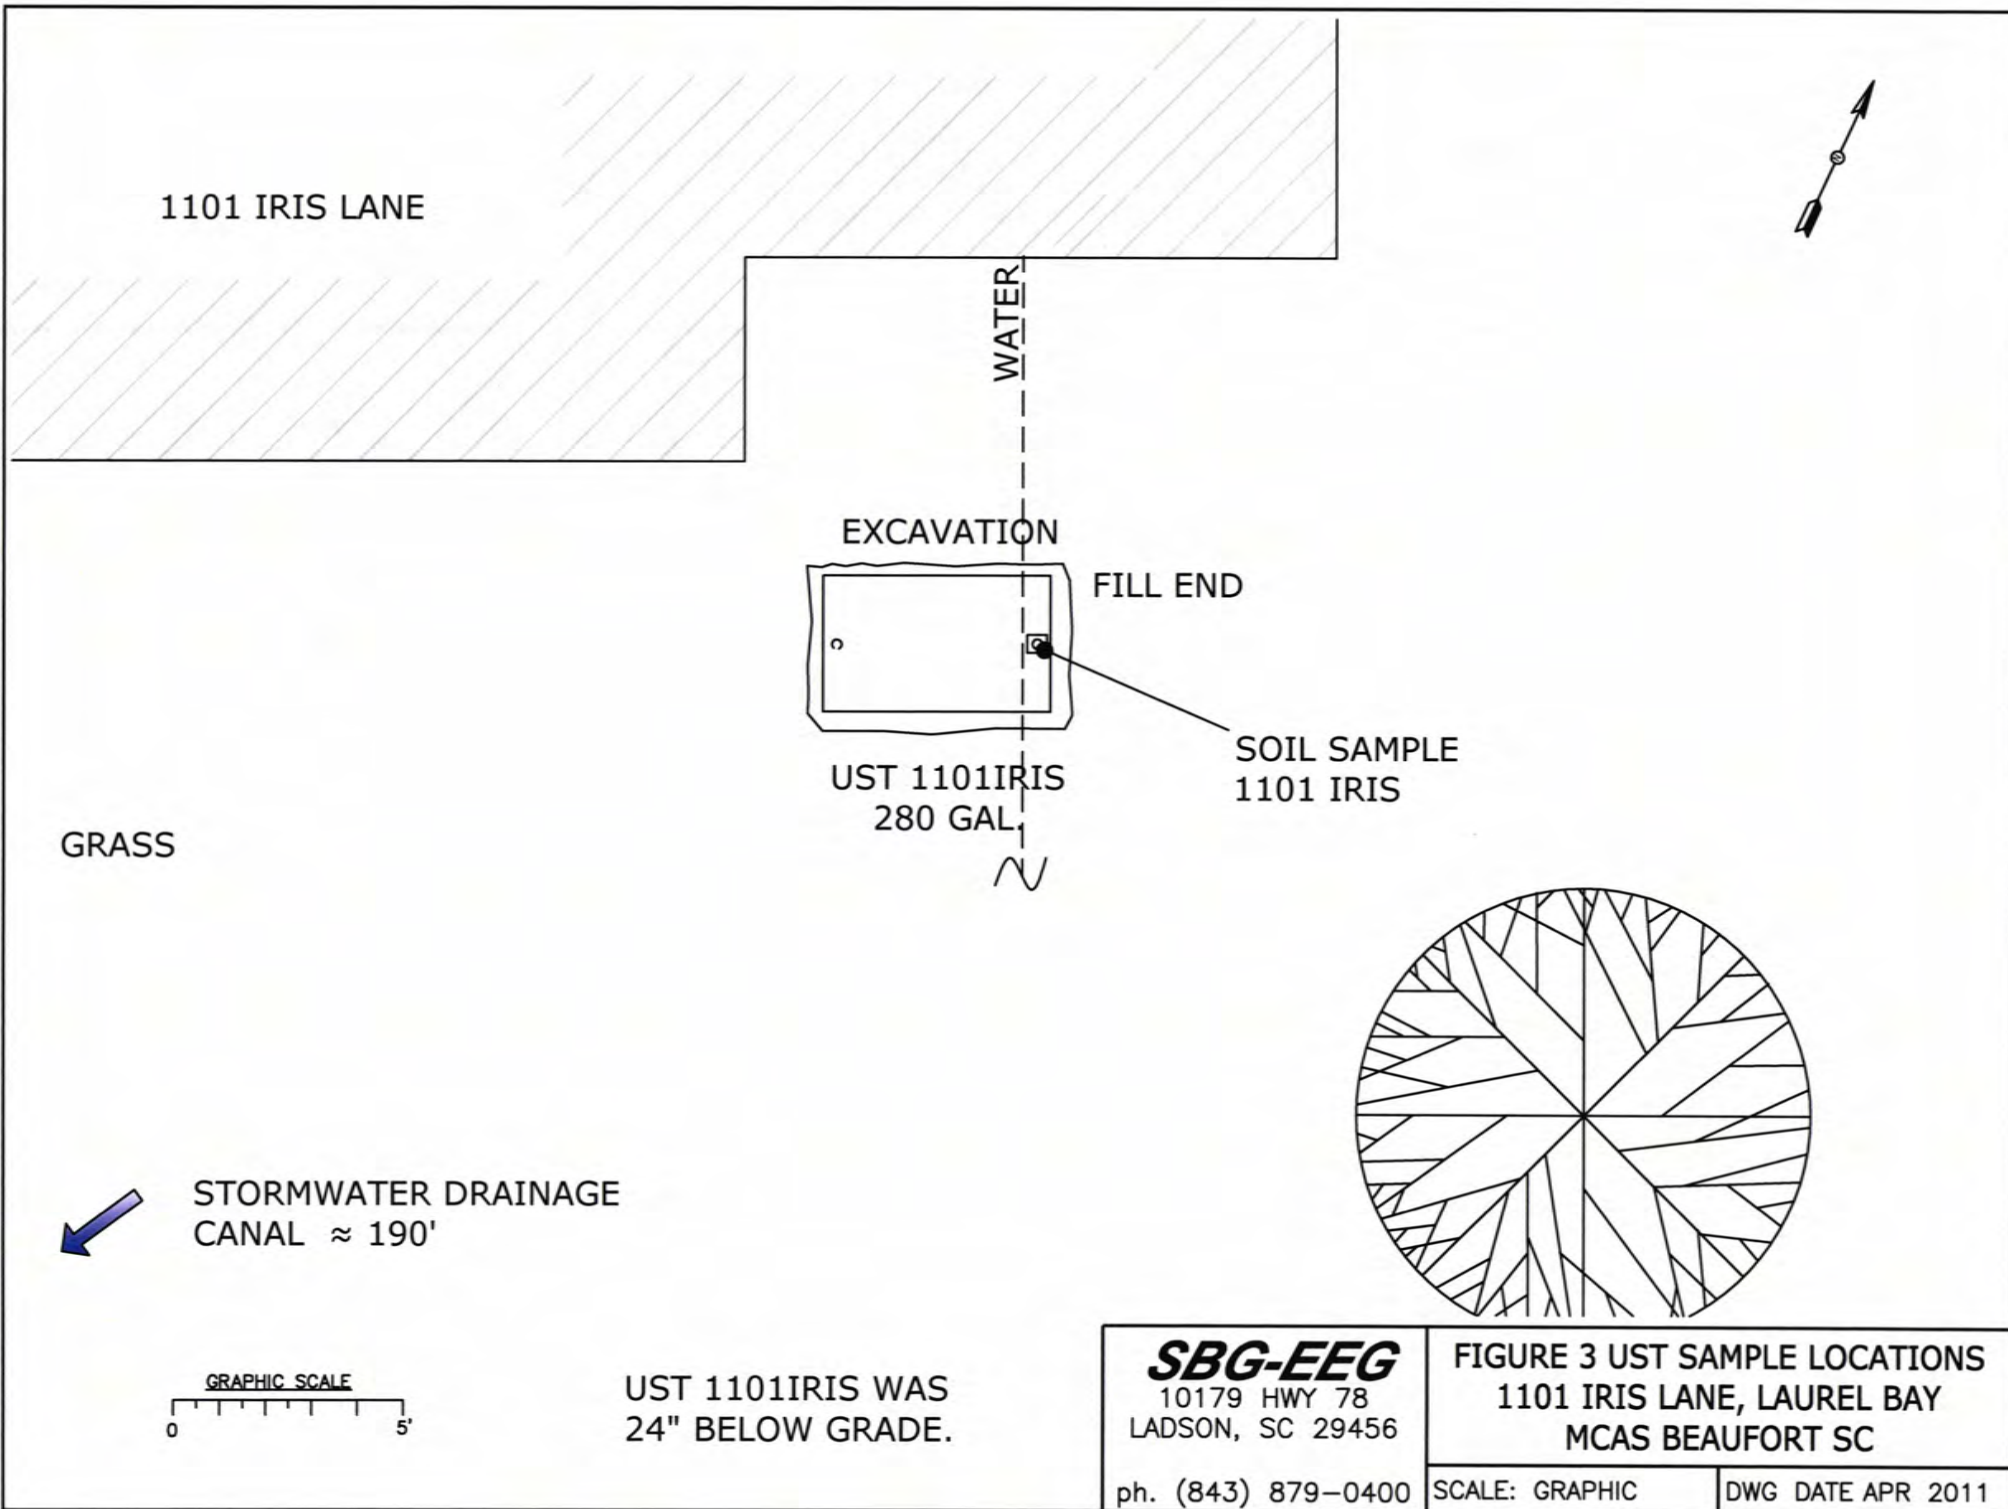 1101 IRIS LANE
WATER
EXCAVATION
FILL END
C
SOIL SAMPLE
1101 IRIS
UST 1101IRIS
280 GAL.
GRASS
STORMWATER DRAINAGE
CANAL ≈ 190'
GRAPHIC SCALE
0 5'
UST 1101IRIS WAS
24" BELOW GRADE.
SBG-EEG
10179 HWY 78
LADSON, SC 29456
ph. (843) 879-0400
FIGURE 3 UST SAMPLE LOCATIONS
1101 IRIS LANE, LAUREL BAY
MCAS BEAUFORT SC
SCALE: GRAPHIC
DWG DATE APR 2011